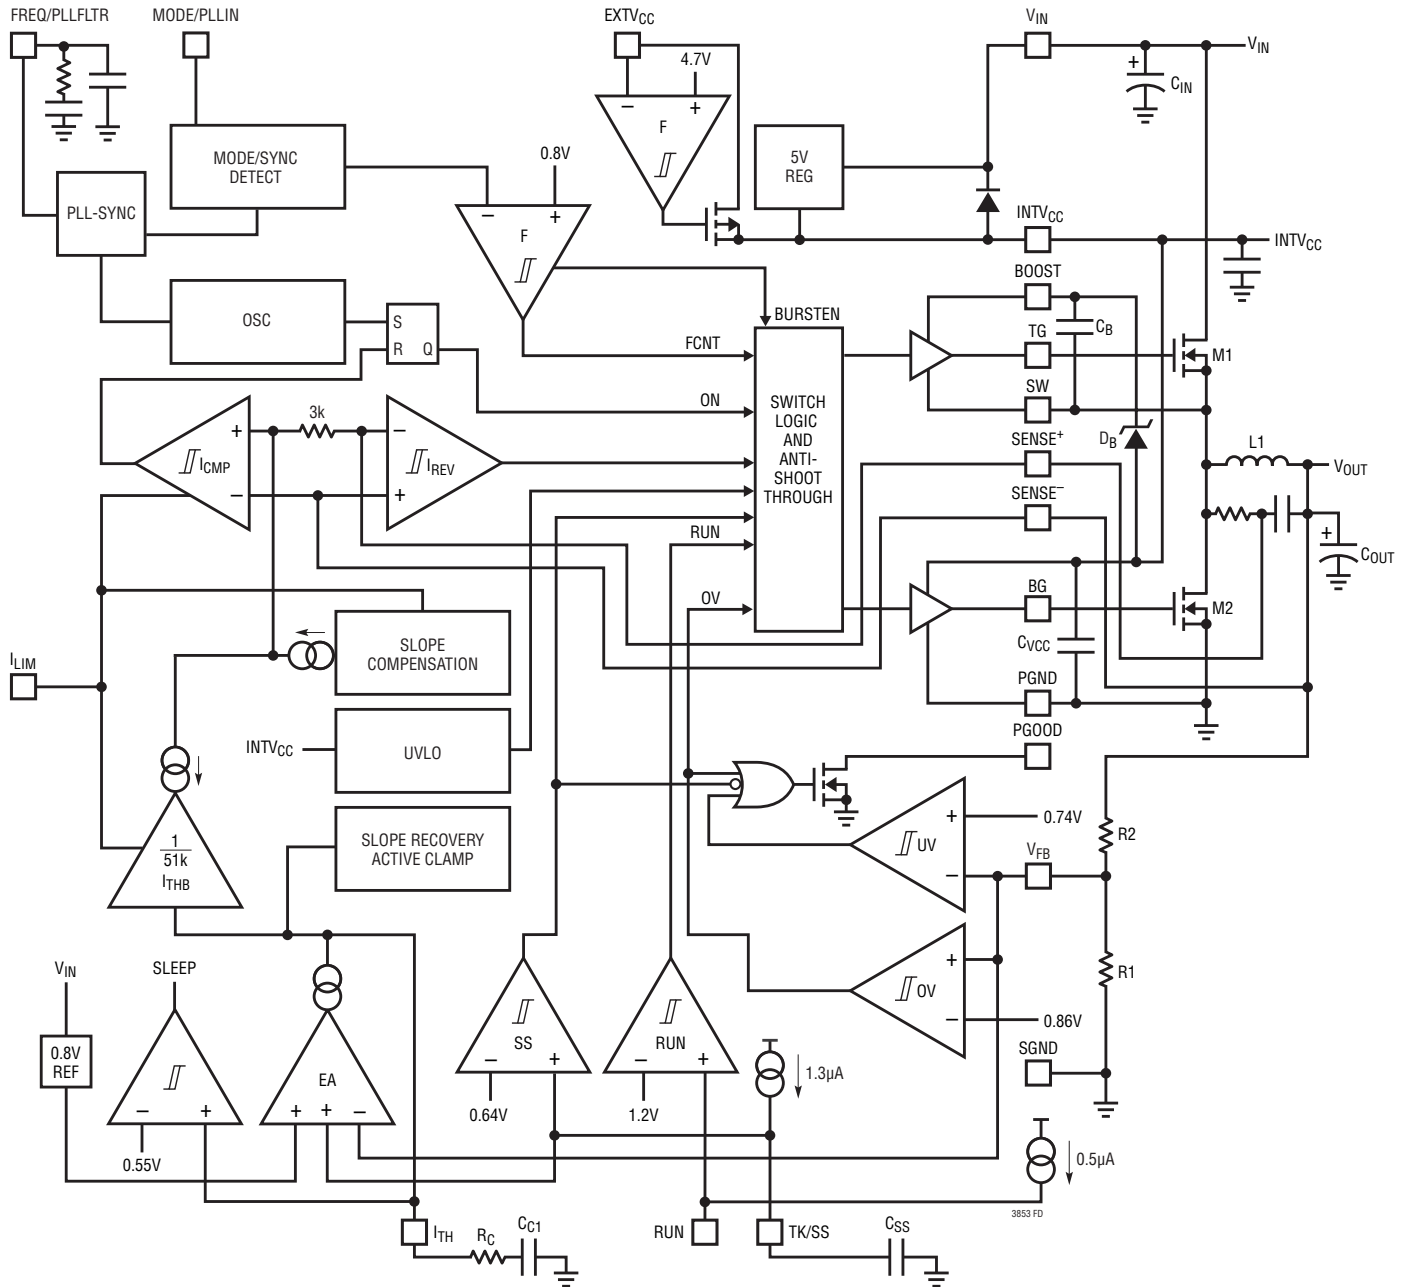 FREQ/PLLFLTR
MODE/PLLIN
EXTVCC
VIN
VIN
4.7V
+
CIN
−
+
F
MODE/SYNC
DETECT
5V
REG
0.8V
PLL-SYNC
−
+
F
INTVCC
INTVCC
BOOST
OSC
S
R
Q
BURSTEN
CB
TG
FCNT
M1
SW
ON
SWITCH
LOGIC
AND
ANTI-
SHOOT
THROUGH
3k
+
−
ICMP
−
+
IREV
SENSE+
DB
L1
VOUT
SENSE−
RUN
+
COUT
OV
BG
M2
CVCC
SLOPE
COMPENSATION
ILIM
PGND
PGOOD
INTVCC
UVLO
SLOPE RECOVERY
ACTIVE CLAMP
1
51k
ITHB
+
0.74V
UV
−
VFB
R2
+
OV
−
0.86V
R1
VIN
SLEEP
0.8V
REF
−
+
0.55V
EA
+
+
−
SS
−
+
0.64V
RUN
−
+
1.2V
1.3µA
SGND
0.5µA
3853 FD
ITH
RC
CC1
RUN
TK/SS
CSS